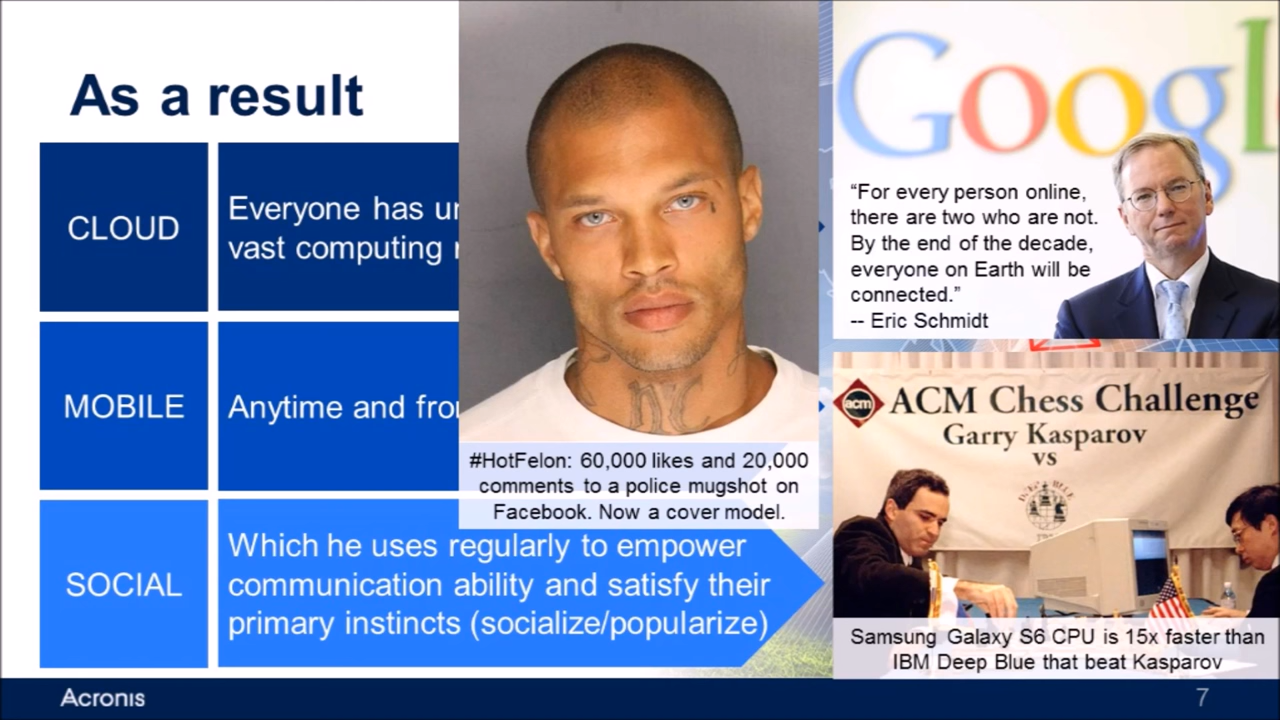 As a result
CLOUD
Everyone has
vast computing
MOBILE
Anytime and
SOCIAL
Which he uses regularly to empower
communication ability and satisfy their
primary instincts (socialize/popularize)
#HotFelon: 60,000 likes and 20,000
comments to a police mugshot on
Facebook. Now a cover model.
Googl
“For every person online,
there are two who are not.
By the end of the decade,
everyone on Earth will be
connected.”
-- Eric Schmidt
acm
ACM Chess Challenge
Garry Kasparov
vs
Samsung Galaxy S6 CPU is 15x faster than
IBM Deep Blue that beat Kasparov
Acronis
7